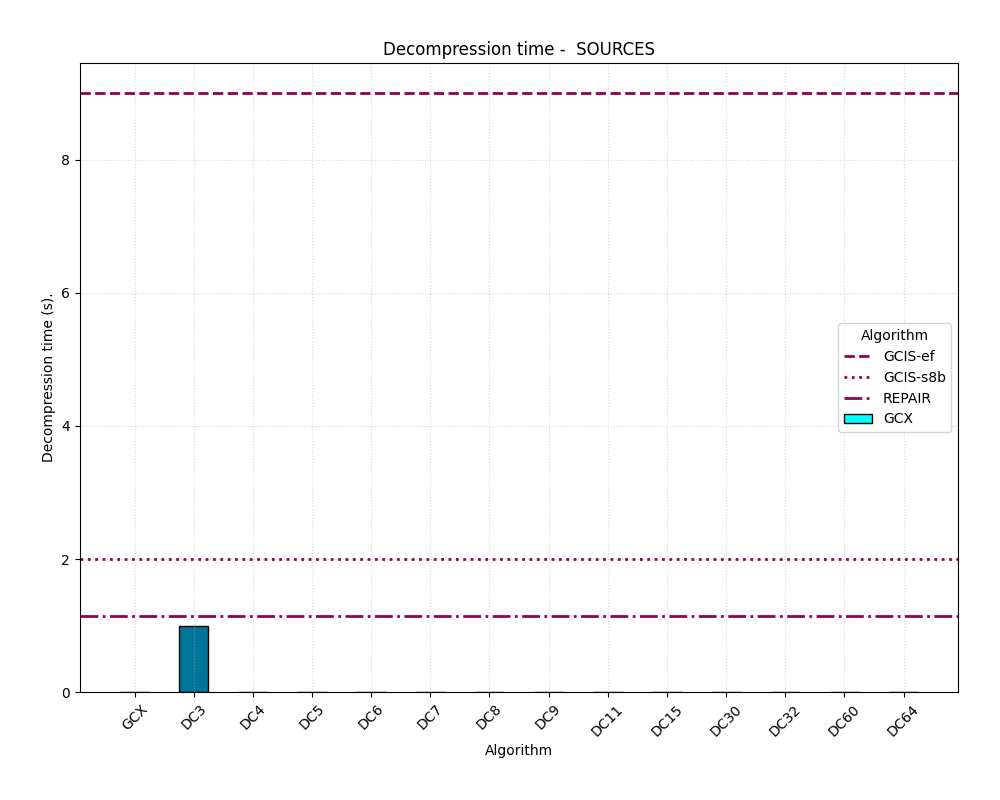 Decompression time -  SOURCES
Decompression time (s).
8
6
4
2
0
Algorithm
GCIS-ef
GCIS-s8b
REPAIR
GCX
GCX
DC3
DC4
DC5
DC6
DC7
DC8
DC9
DC11
DC15
DC30
DC32
DC60
DC64
Algorithm